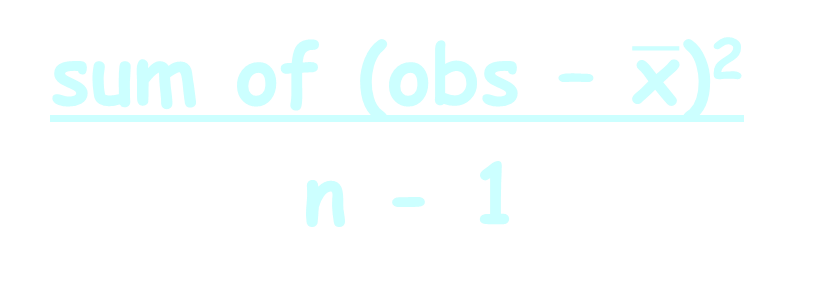 sum of (obs - x̅)²
n - 1